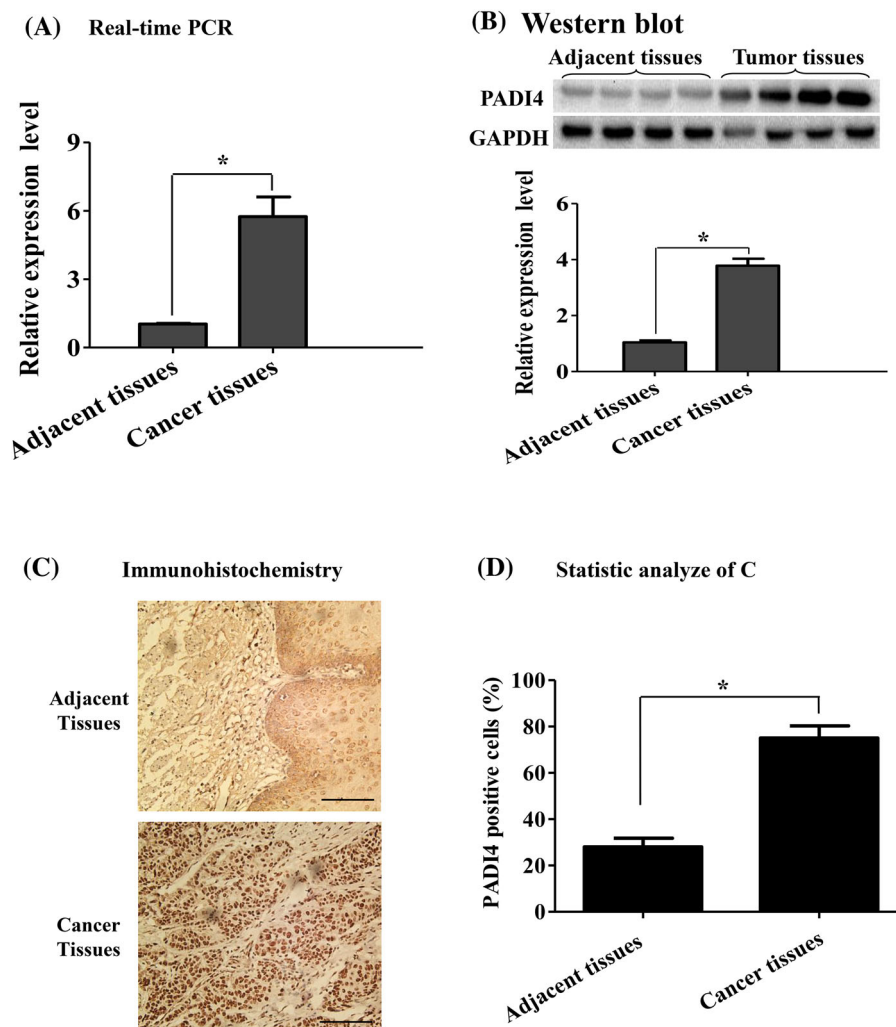 (A) Real-time PCR
Relative expression level
9
6
3
0
*
Adjacent tissues
Cancer tissues
(B) Western blot
Adjacent tissues Tumor tissues
PADI4
GAPDH
Relative expression level
6
4
2
0
*
Adjacent tissues
Cancer tissues
(C) Immunohistochemistry
Adjacent
Tissues
Cancer
Tissues
(D) Statistic analyze of C
PADI4 positive cells (%)
100
80
60
40
20
0
*
Adjacent tissues
Cancer tissues